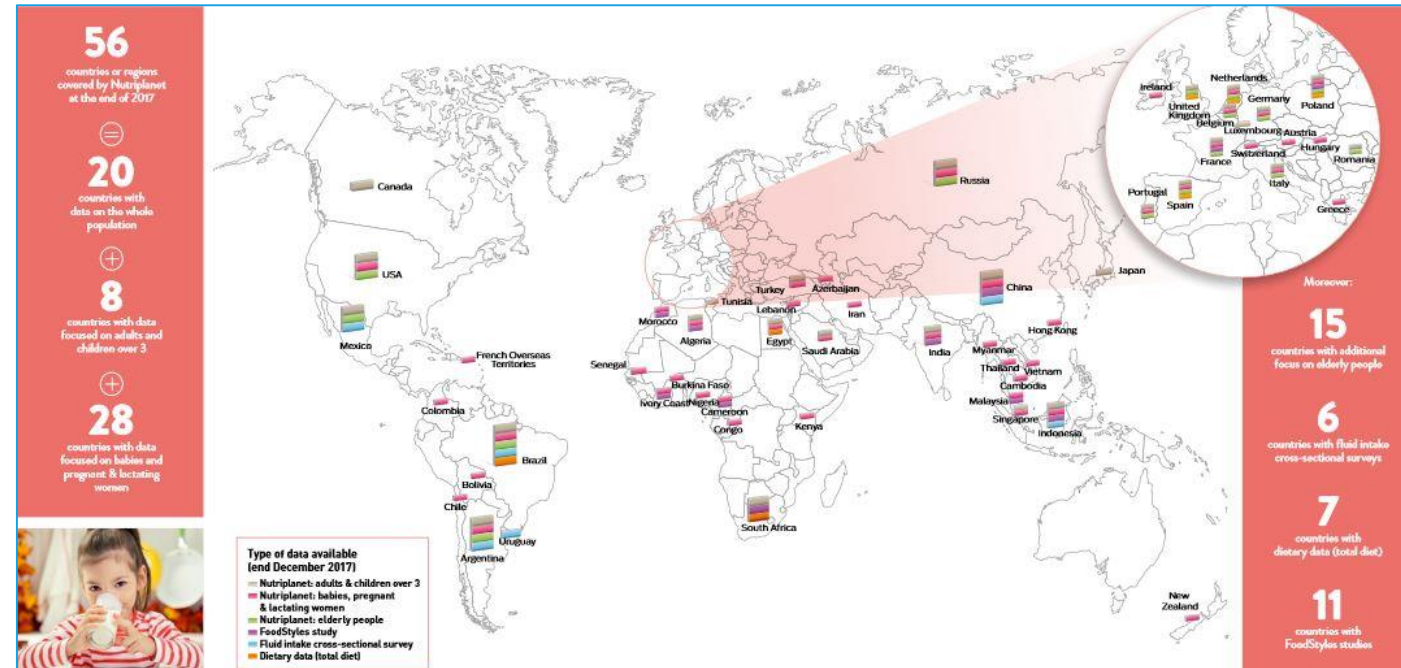 56
countries or regions
covered by Nutriplanet
at the end of 2017
=
20
countries with
data on the whole
population
+
8
countries with data
focused on adults and
children over 3
+
28
countries with data
focused on babies and
pregnant & lactating
women
Canada
USA
Mexico
French Overseas
Territories
Colombia
Brazil
Bolivia
Chile
Argentina
Uruguay
Russia
Turkey
Azerbaijan
Tunisia
Lebanon
Iran
Morocco
Algeria
Egypt
Saudi Arabia
Senegal
Burkina Faso
Ivory Coast
Nigeria
Cameroon
Congo
Kenya
South Africa
China
Japan
Hong Kong
India
Myanmar
Thailand
Vietnam
Cambodia
Malaysia
Singapore
Indonesia
New
Zealand
Ireland
United
Kingdom
Netherlands
Belgium
Germany
Luxembourg
Poland
Austria
Switzerland
Hungary
Romania
France
Italy
Portugal
Spain
Greece
Type of data available
(end December 2017)
Nutriplanet: adults & children over 3
Nutriplanet: babies, pregnant
& lactating women
Nutriplanet: elderly people
FoodStyles study
Fluid intake cross-sectional survey
Dietary data (total diet)
Moreover:
15
countries with additional
focus on elderly people
6
countries with fluid intake
cross-sectional surveys
7
countries with
dietary data (total diet)
11
countries with
FoodStyles studies